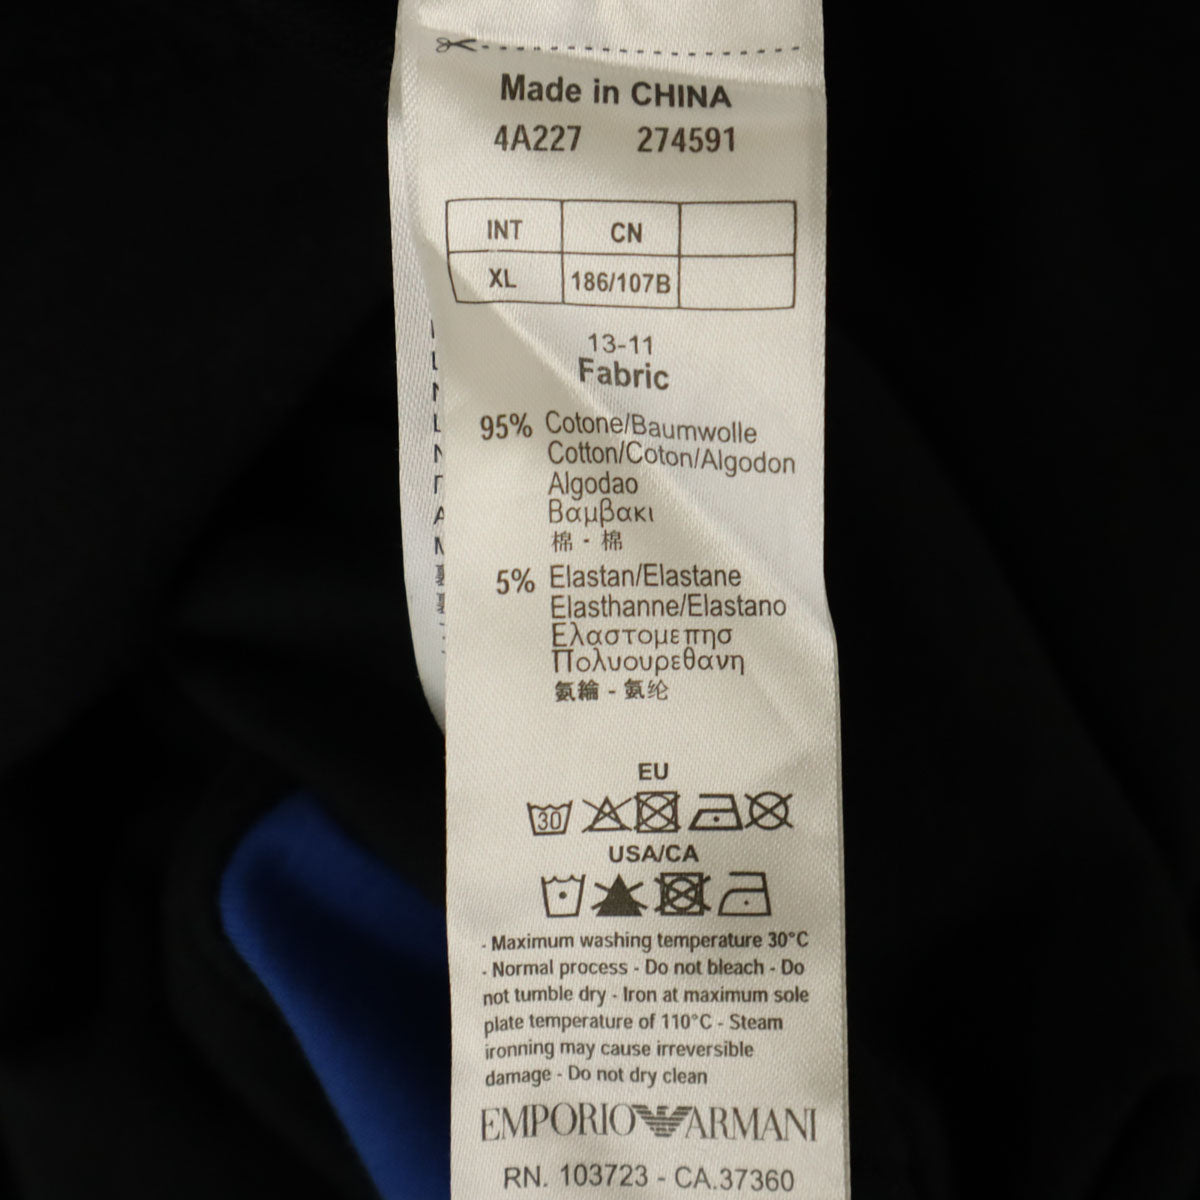 Made in CHINA
4A227 274591
INT CN
XL 186/107B
13-11
Fabric
95% Cotone/Baumwolle
Cotton/Coton/Algodon
Algodao
Βαμβακι
棉 - 棉
5% Elastan/Elastane
Elasthanne/Elastano
Ελαστομεπησ
Πολυουρεθανη
氨綸 - 氨纶
EU
30
USA/CA
- Maximum washing temperature 30°C
- Normal process - Do not bleach - Do
not tumble dry - Iron at maximum sole
plate temperature of 110°C - Steam
ironning may cause irreversible
damage - Do not dry clean
EMPORIO ARMANI
RN. 103723 - CA.37360